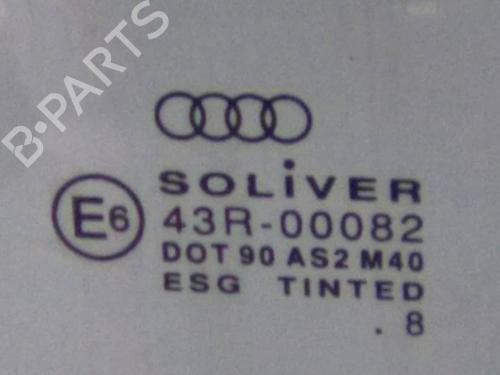 B-PARTS
SOLiVER
E6 43R-00082
DOT 90 AS2 M40
ESG TINTED
. 8